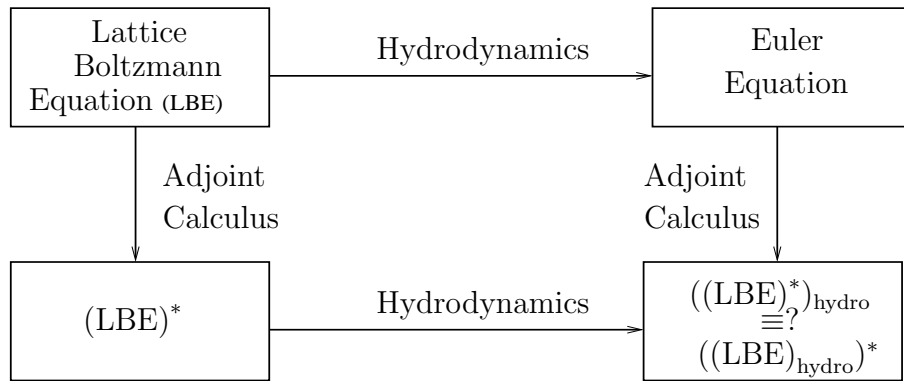 Lattice
Boltzmann
Equation (LBE)
Hydrodynamics
Euler
Equation
Adjoint
Calculus
Adjoint
Calculus
(LBE)*
Hydrodynamics
((LBE)*)hydro
≡?
((LBE)hydro)*